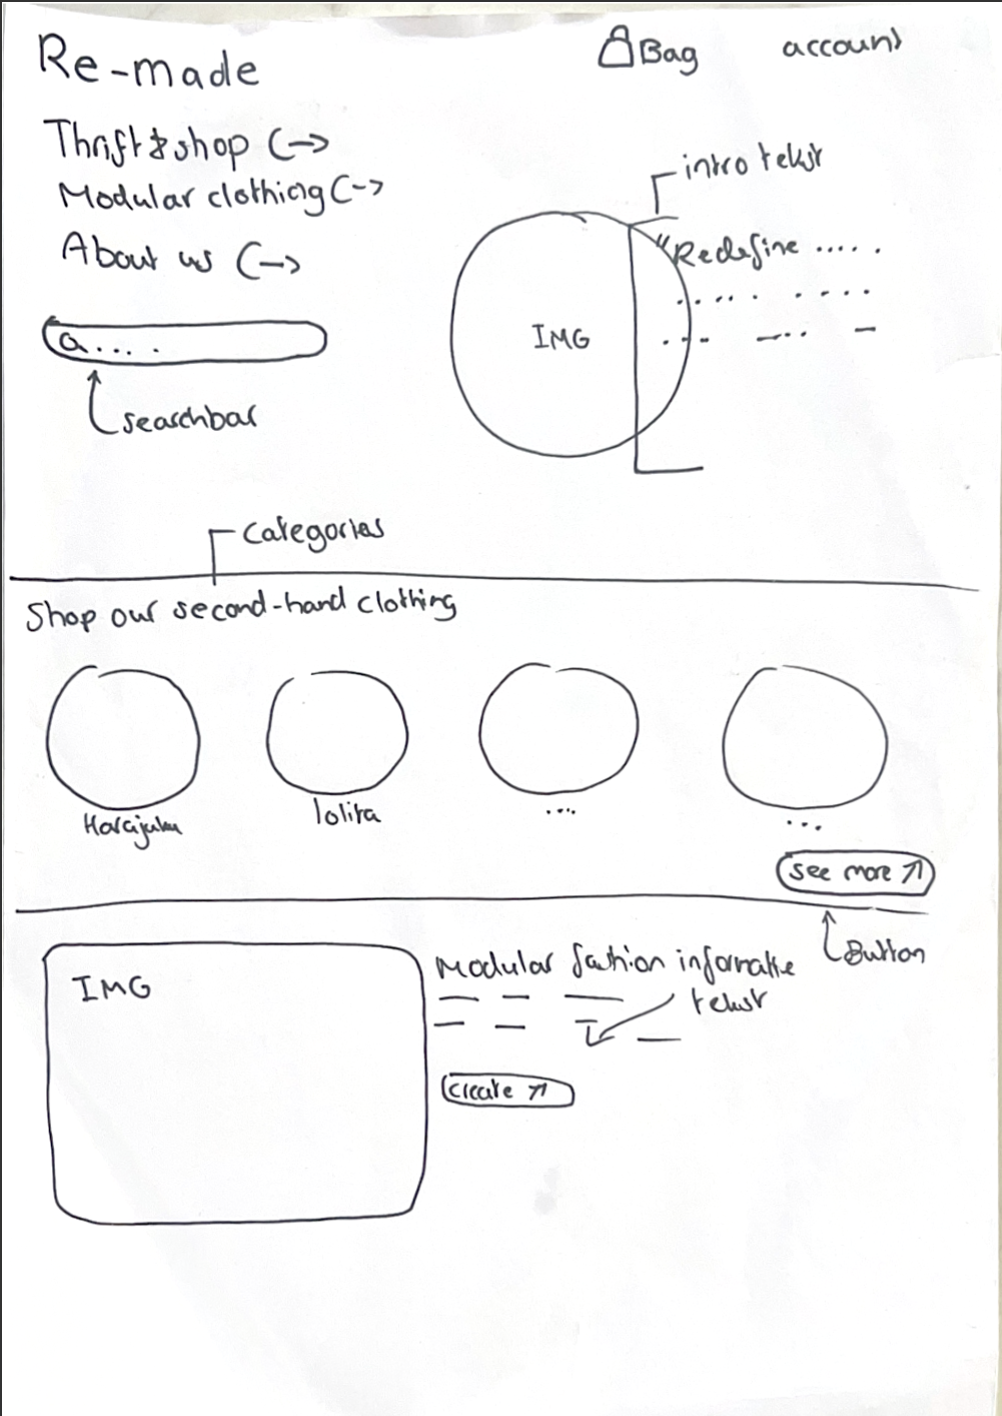 Re-made
Bag
account
Thrift & shop (->
Modular clothing (->
About us (->
intro tekst
"Redefine .....
IMG
Q....
searchbar
Categories
Shop our second-hand clothing
Harajuku
lolita
...
...
see more ↗
Button
IMG
Modular fashion informatie
tekst
create ↗